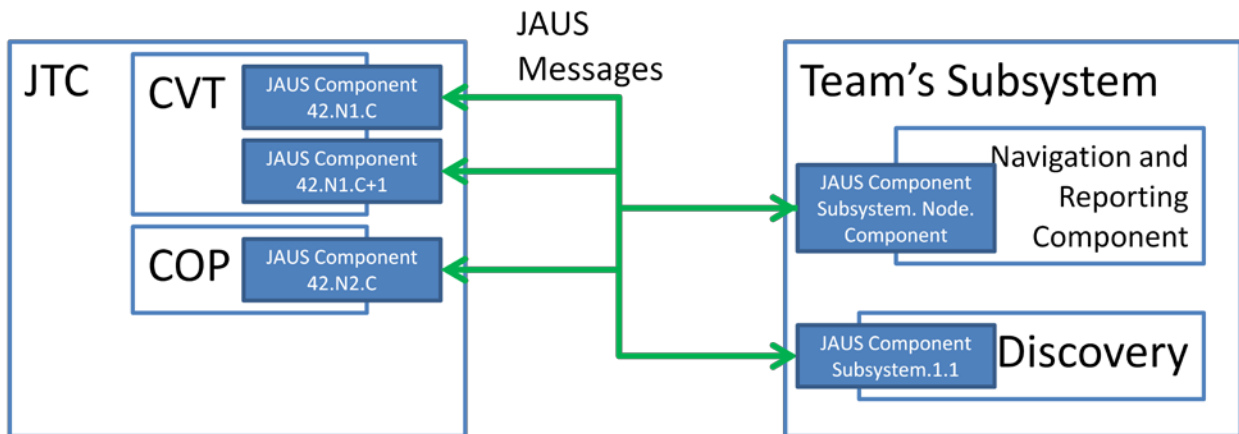 JAUS
Messages
JTC
CVT
JAUS Component
42.N1.C
JAUS Component
42.N1.C+1
COP
JAUS Component
42.N2.C
Team's Subsystem
Navigation and
Reporting
Component
JAUS Component
Subsystem. Node.
Component
JAUS Component
Subsystem.1.1
Discovery